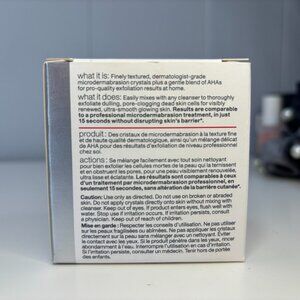 what it is: Finely textured, dermatologist-grade
microdermabrasion crystals plus a gentle blend of AHAs
for pro-quality exfoliation results at home.
what it does: Easily mixes with any cleanser to thoroughly
exfoliate dulling, pore-clogging dead skin cells for visibly
renewed, ultra-smooth glowing skin. Results are comparable
to a professional microdermabrasion treatment, in just
15 seconds without disrupting skin's barrier*.
produit: Des cristaux de microdermabrasion à la texture fine
et de haute qualité dermatologique, ainsi qu'un mélange délicat
de AHA pour des résultats d'exfoliation de niveau professionnel
chez soi.
actions: Se mélange facilement avec tout soin nettoyant
pour bien exfolier les cellules mortes de la peau qui la ternissent
et en obstruent les pores, pour une peau visiblement renouvelée,
ultra lisse et éclatante. Les résultats sont comparables à ceux
d'un traitement par microdermabrasion professionnel, en
seulement 15 secondes, sans altération de la barrière cutanée*.
Caution: Use only as directed. Do not use on broken or abraded
skin. Do not apply crystals directly onto skin without mixing with
cleanser. Keep out of eyes. If product enters eyes, flush well with
water. Stop use if irritation occurs. If irritation persists, consult
a physician. Keep out of reach of children.
Mise en garde: Respecter les conseils d'utilisation. Ne pas utiliser
sur les peaux fragilisées ou abîmées. Ne pas appliquer les cristaux
directement sur la peau sans mélanger avec un nettoyant. Éviter
le contact avec les yeux. Si le produit pénètre dans les yeux, rincer
abondamment à l'eau. Interrompre l'utilisation en cas d'irritation.
Si l'irritation persiste, consulter un médecin. Tenir hors de portée
des enfants.